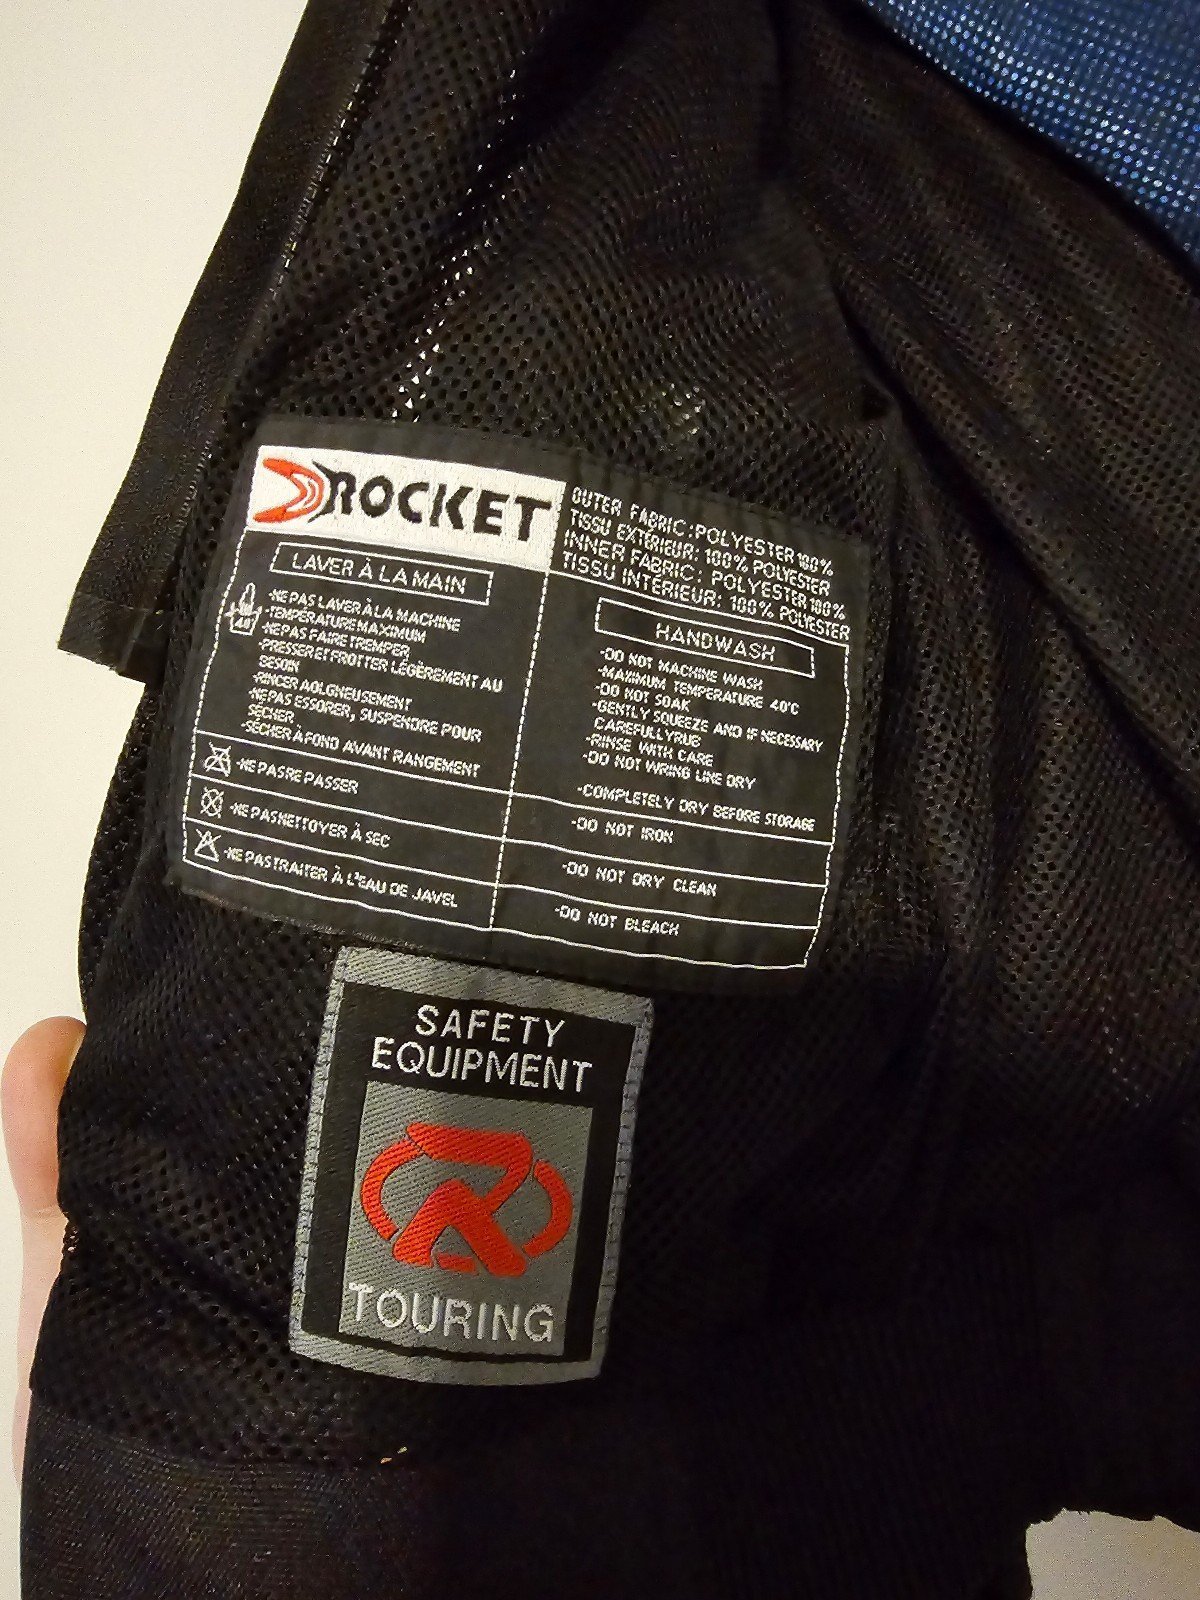 ROCKET
OUTER FABRIC:POLYESTER 100%
TISSU EXTÉRIEUR: 100% POLYESTER
INNER FABRIC: POLYESTER 100%
TISSU INTÉRIEUR: 100% POLYESTER
LAVER À LA MAIN
-NE PAS LAVER À LA MACHINE
-TEMPÉRATURE MAXIMUM
-NE PAS FAIRE TREMPER
-PRESSER ET FROTTER LÉGÈREMENT AU
BESOIN
-RINCER AOLGNEUSEMENT
-NE PAS ESSORER, SUSPENDRE POUR
SÉCHER
-SÉCHER À FOND AVANT RANGEMENT
-NE PASRE PASSER
-NE PASNETTOYER À SEC
-NE PASTRAITER À L'EAU DE JAVEL
40
HANDWASH
-DO NOT MACHINE WASH
-MAXIMUM TEMPERATURE 40°C
-DO NOT SOAK
-GENTLY SQUEEZE AND IF NECESSARY
CAREFULLYRUB
-RINSE WITH CARE
-DO NOT WRING LINE DRY
-COMPLETELY DRY BEFORE STORAGE
-DO NOT IRON
-DO NOT DRY CLEAN
-DO NOT BLEACH
SAFETY
EQUIPMENT
R
TOURING